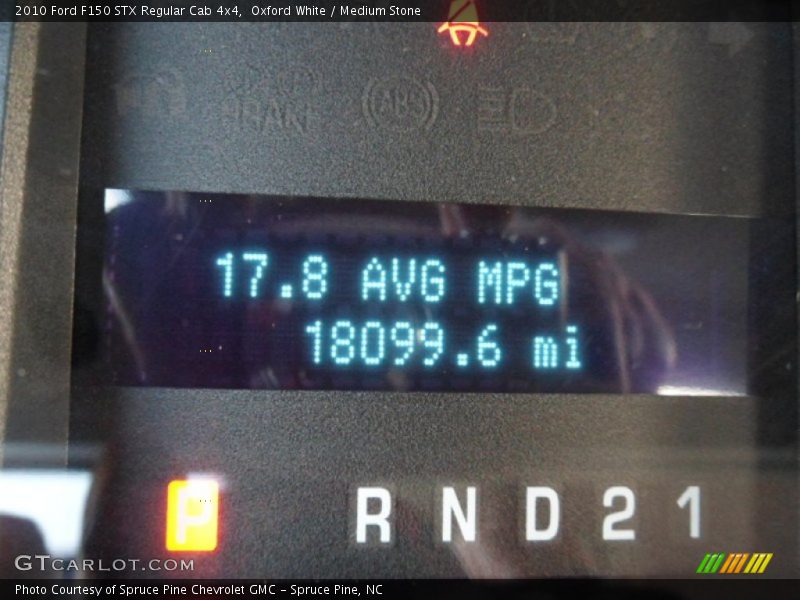 2010 Ford F150 STX Regular Cab 4x4,  Oxford White / Medium Stone
BRAKE (ABS)
17.8 AVG MPG
18099.6 mi
P R N D 2 1
GTCARLOT.COM
Photo Courtesy of Spruce Pine Chevrolet GMC – Spruce Pine, NC